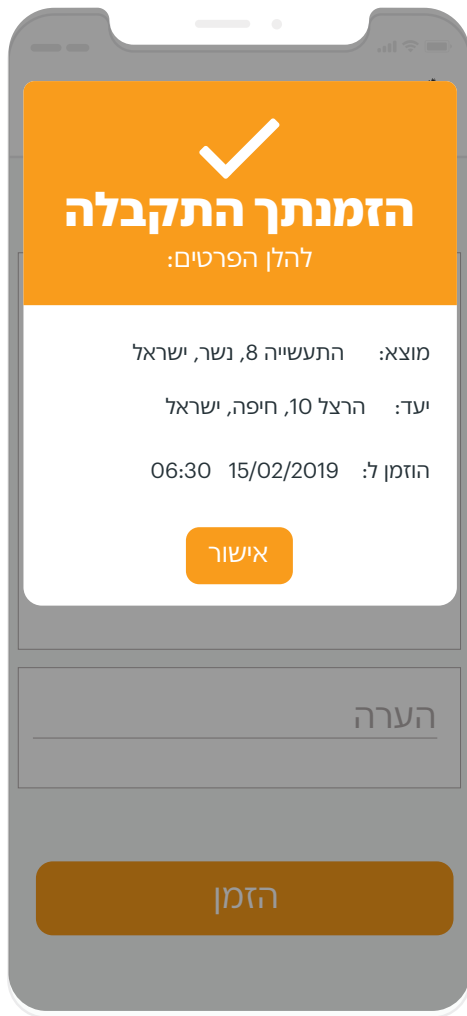 הזמנתך התקבלה
להלן הפרטים:
מוצא: התעשייה 8, נשר, ישראל
יעד: הרצל 10, חיפה, ישראל
הוזמן ל: 15/02/2019 06:30
אישור
הערה
הזמן